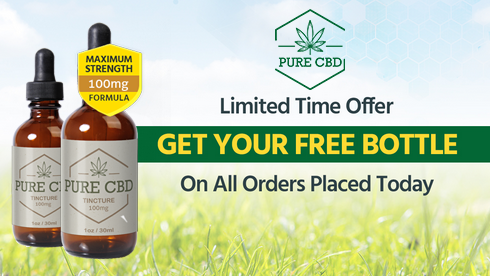 PURE CBD
Limited Time Offer
GET YOUR FREE BOTTLE
On All Orders Placed Today
MAXIMUM
STRENGTH
100mg
FORMULA
PURE CBD
TINCTURE
100mg
1oz / 30ml
PURE CBD
TINCTURE
100mg
1oz / 30ml